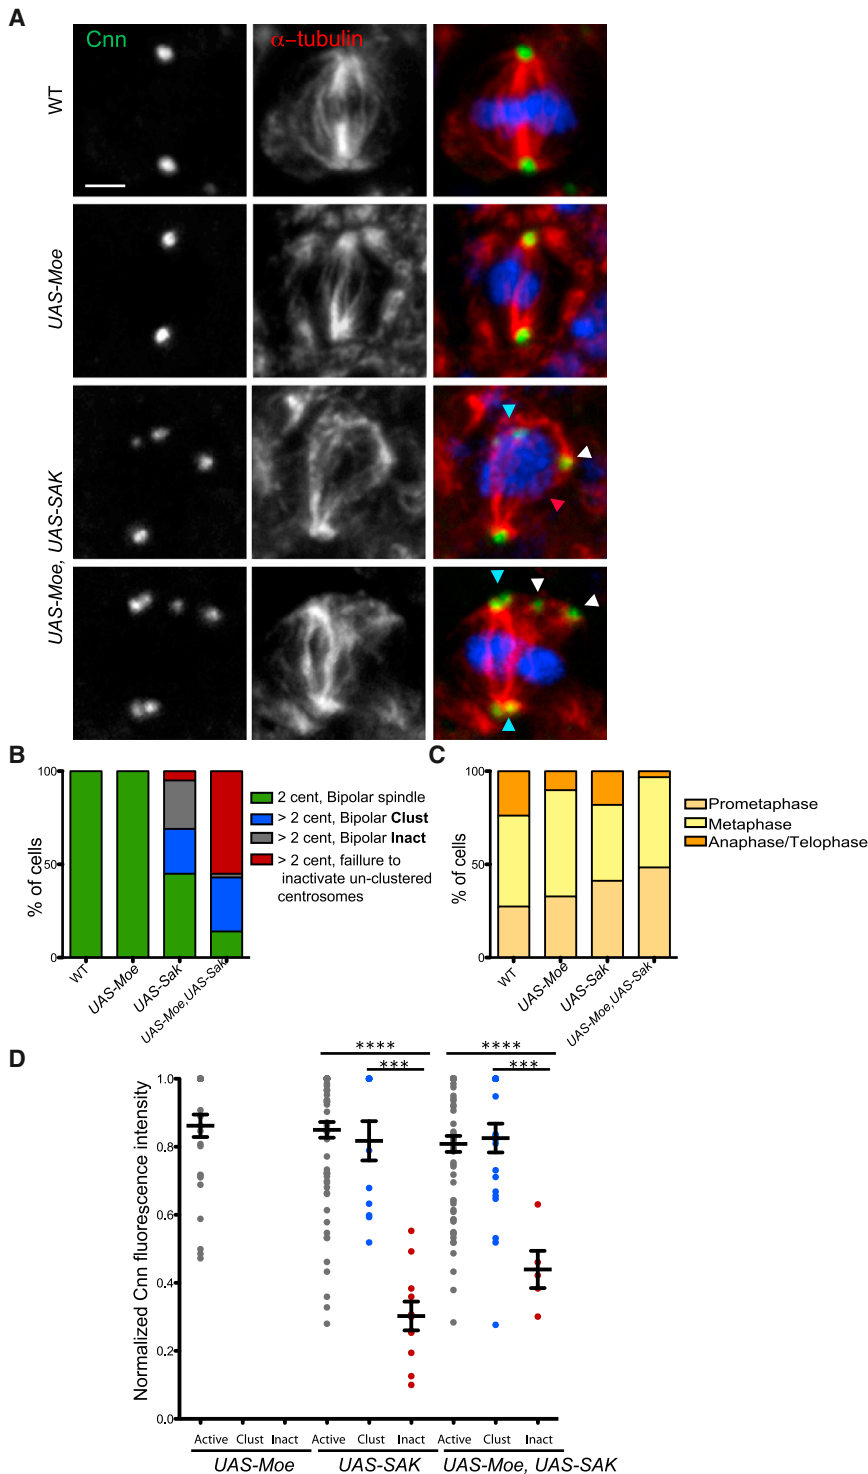 A
Cnn
α–tubulin
WT
UAS-Moe
UAS-Moe, UAS-SAK
B
100
50
0
% of cells
WT
UAS-Moe
UAS-Sak
UAS-Moe,UAS-Sak
2 cent, Bipolar spindle
> 2 cent, Bipolar Clust
> 2 cent, Bipolar Inact
> 2 cent, faillure to
inactivate un-clustered
centrosomes
C
100
50
0
% of cells
WT
UAS-Moe
UAS-Sak
UAS-Moe,UAS-Sak
Prometaphase
Metaphase
Anaphase/Telophase
D
**** ****
*** ***
1.0
0.8
0.6
0.4
0.2
0.0
Normalized Cnn fluorescence intensity
Active Clust Inact Active Clust Inact Active Clust Inact
UAS-Moe UAS-SAK UAS-Moe, UAS-SAK